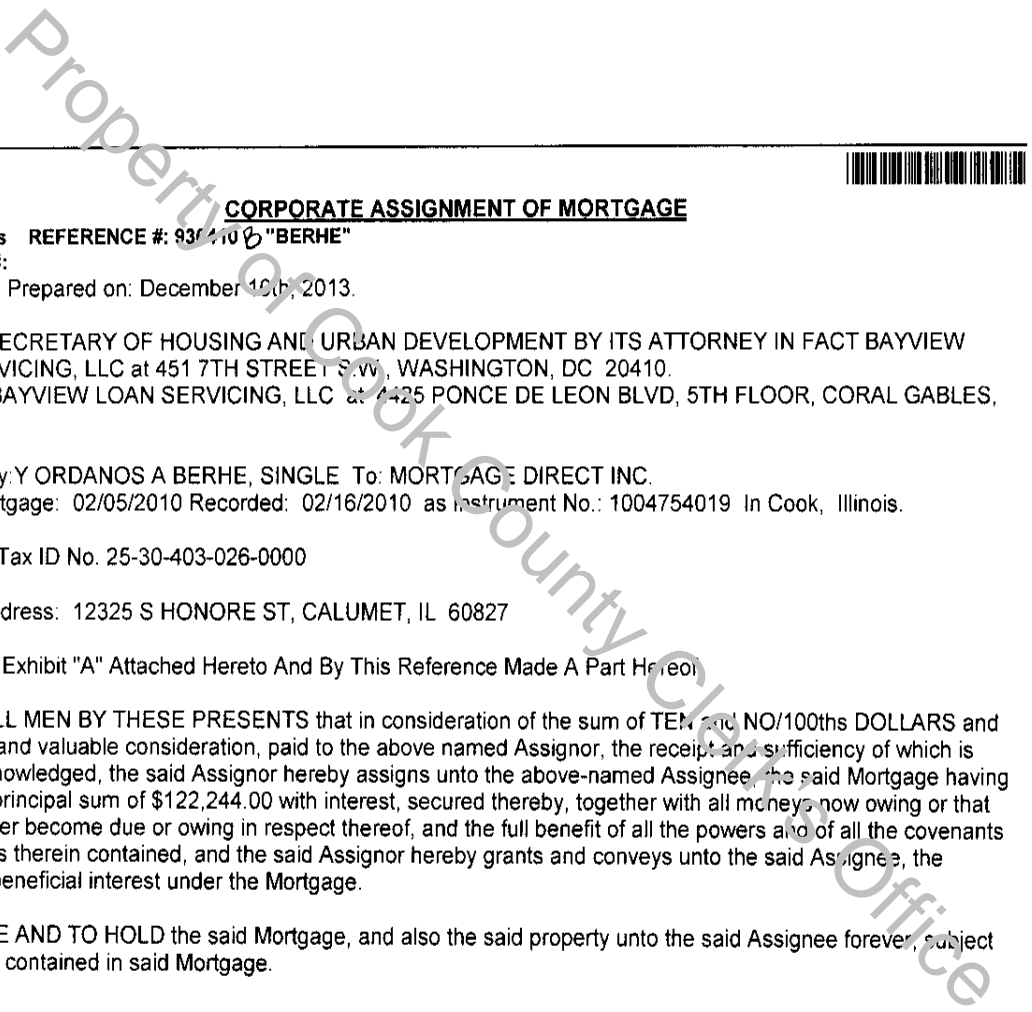 Property of Cook County Clerk's Office
CORPORATE ASSIGNMENT OF MORTGAGE
s REFERENCE #: "BERHE"
#:
Prepared on: December 2013.
ECRETARY OF HOUSING AND URBAN DEVELOPMENT BY ITS ATTORNEY IN FACT BAYVIEW
VICING, LLC at 451 7TH STREET S.W., WASHINGTON, DC 20410.
BAYVIEW LOAN SERVICING, LLC at 4425 PONCE DE LEON BLVD, 5TH FLOOR, CORAL GABLES,
y:Y ORDANOS A BERHE, SINGLE To: MORTGAGE DIRECT INC.
tgage: 02/05/2010 Recorded: 02/16/2010 as Instrument No.: 1004754019 In Cook, Illinois.
Tax ID No. 25-30-403-026-0000
dress: 12325 S HONORE ST, CALUMET, IL 60827
Exhibit "A" Attached Hereto And By This Reference Made A Part Hereof
LL MEN BY THESE PRESENTS that in consideration of the sum of TEN and NO/100ths DOLLARS and
and valuable consideration, paid to the above named Assignor, the receipt and sufficiency of which is
nowledged, the said Assignor hereby assigns unto the above-named Assignee, the said Mortgage having
principal sum of $122,244.00 with interest, secured thereby, together with all moneys now owing or that
er become due or owing in respect thereof, and the full benefit of all the powers and of all the covenants
s therein contained, and the said Assignor hereby grants and conveys unto the said Assignee, the
beneficial interest under the Mortgage.
E AND TO HOLD the said Mortgage, and also the said property unto the said Assignee forever, subject
contained in said Mortgage.